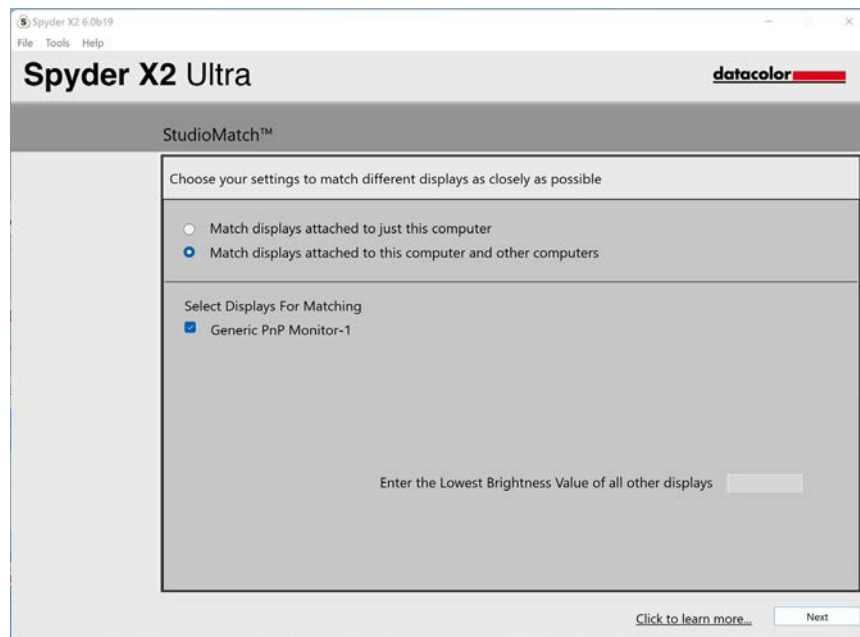 Spyder X2 6.0b19
File Tools Help
Spyder X2 Ultra
datacolor
StudioMatch™
Choose your settings to match different displays as closely as possible
Match displays attached to just this computer
Match displays attached to this computer and other computers
Select Displays For Matching
Generic PnP Monitor-1
Enter the Lowest Brightness Value of all other displays
Click to learn more... Next